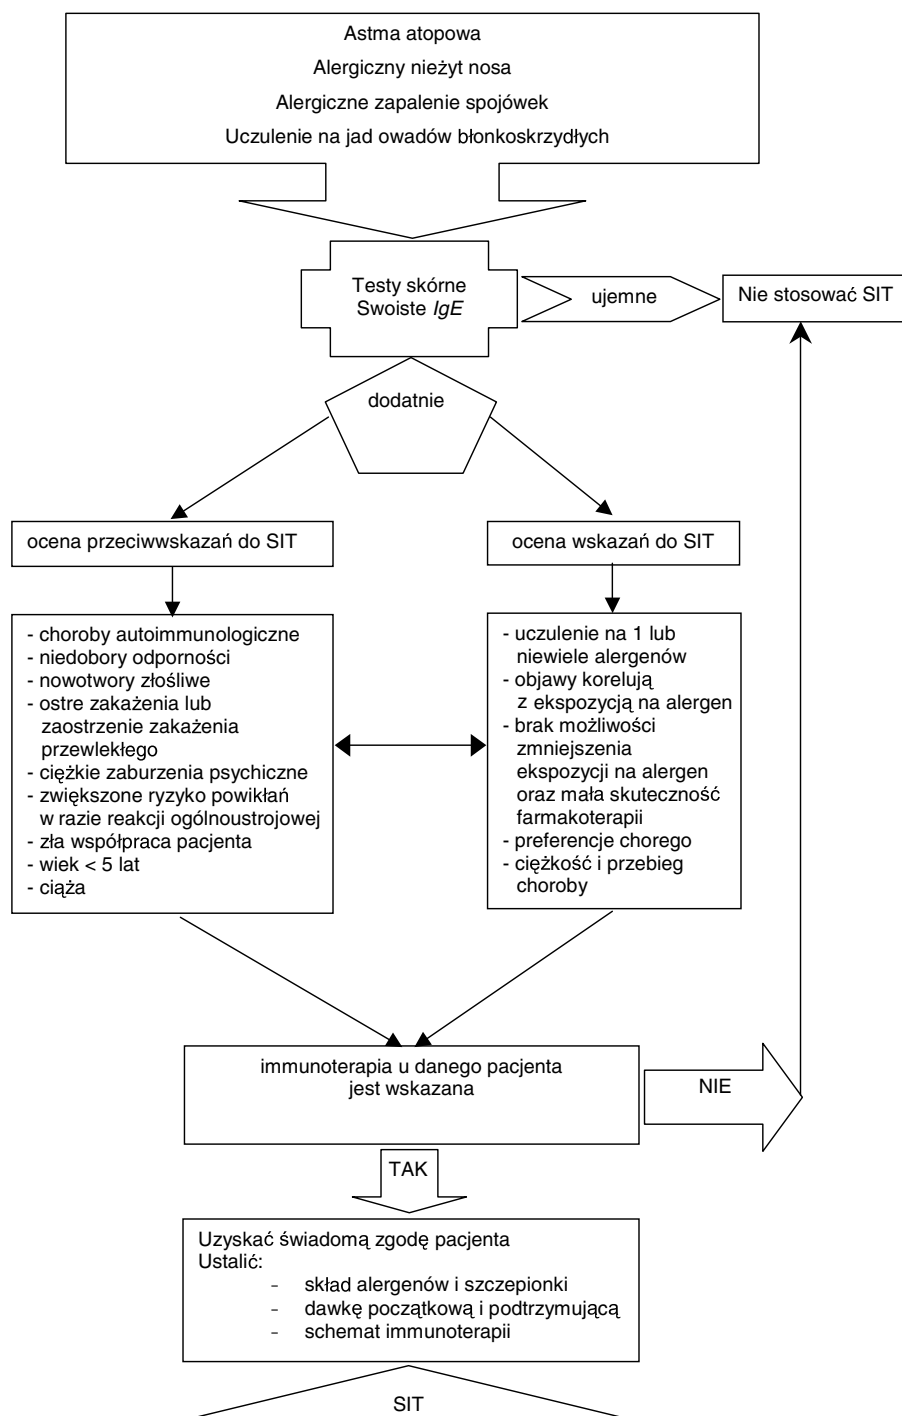 Astma atopowa
Alergiczny nieżyt nosa
Alergiczne zapalenie spojówek
Uczulenie na jad owadów błonkoskrzydłych
Testy skórne
Swoiste IgE
ujemne
Nie stosować SIT
dodatnie
ocena przeciwwskazań do SIT
- choroby autoimmunologiczne
- niedobory odporności
- nowotwory złośliwe
- ostre zakażenia lub
zaostrzenie zakażenia
przewlekłego
- ciężkie zaburzenia psychiczne
- zwiększone ryzyko powikłań
w razie reakcji ogólnoustrojowej
- zła współpraca pacjenta
- wiek < 5 lat
- ciąża
ocena wskazań do SIT
- uczulenie na 1 lub
niewiele alergenów
- objawy korelują
z ekspozycją na alergen
- brak możliwości
zmniejszenia
ekspozycji na alergen
oraz mała skuteczność
farmakoterapii
- preferencje chorego
- ciężkość i przebieg
choroby
immunoterapia u danego pacjenta
jest wskazana
NIE
TAK
Uzyskać świadomą zgodę pacjenta
Ustalić:
- skład alergenów i szczepionki
- dawkę początkową i podtrzymującą
- schemat immunoterapii
SIT